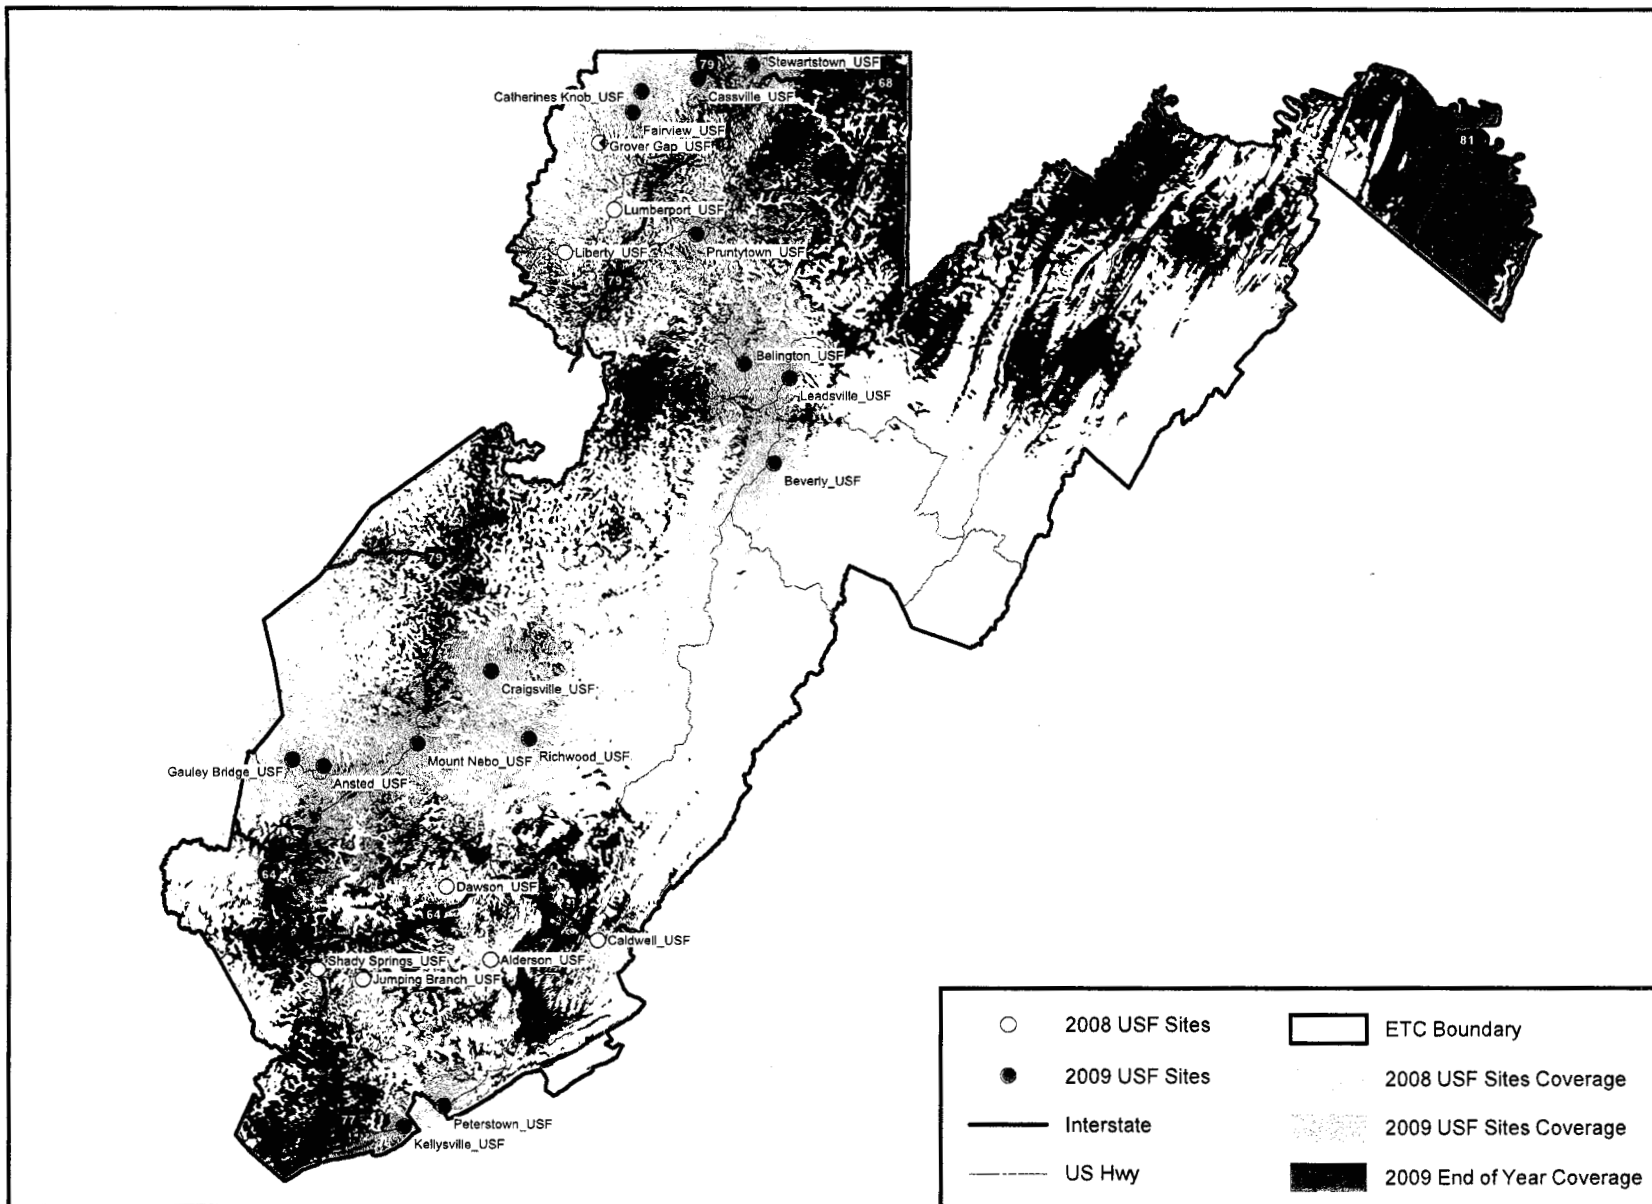 79
Stewartstown_USF
68
Catherines Knob_USF
Cassville_USF
Fairview_USF
Grover Gap_USF
81
Lumberport_USF
Liberty_USF
Pruntytown_USF
79
Belington_USF
Leadsville_USF
Beverly_USF
79
Craigsville_USF
Gauley Bridge_USF
Ansted_USF
Mount Nebo_USF
Richwood_USF
64
Dawson_USF
64
Caldwell_USF
Shady Springs_USF
Alderson_USF
Jumping Branch_USF
77
Peterstown_USF
Kellysville_USF
2008 USF Sites
2009 USF Sites
Interstate
US Hwy
ETC Boundary
2008 USF Sites Coverage
2009 USF Sites Coverage
2009 End of Year Coverage